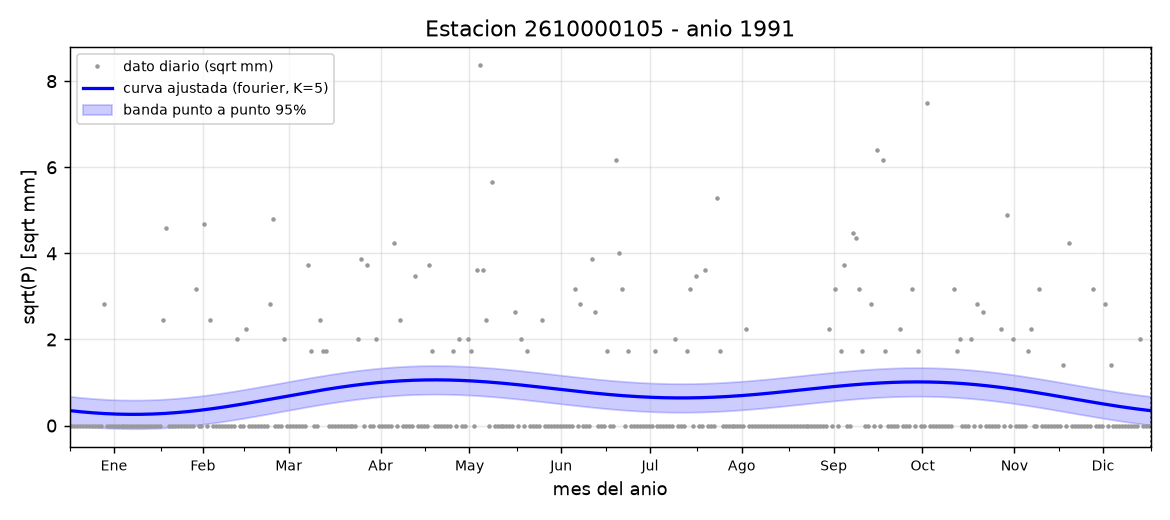 Estacion 2610000105 - anio 1991
dato diario (sqrt mm)
curva ajustada (fourier, K=5)
banda punto a punto 95%
sqrt(P) [sqrt mm]
8
6
4
2
0
Ene Feb Mar Abr May Jun Jul Ago Sep Oct Nov Dic
mes del anio